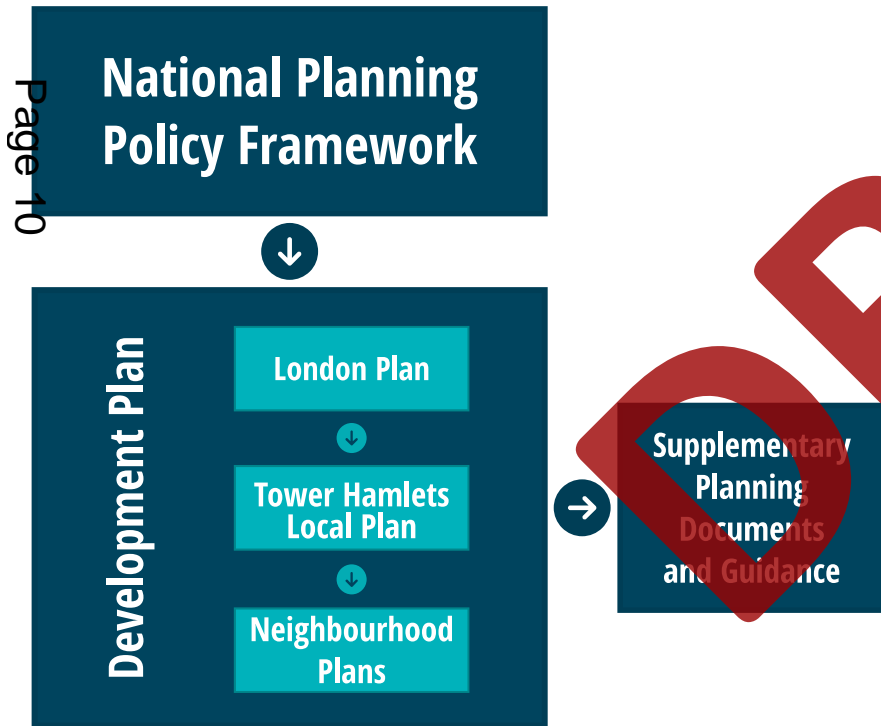 Page 10
National Planning
Policy Framework
Development Plan
London Plan
Tower Hamlets
Local Plan
Neighbourhood
Plans
Supplementary
Planning
Documents
and Guidance
D